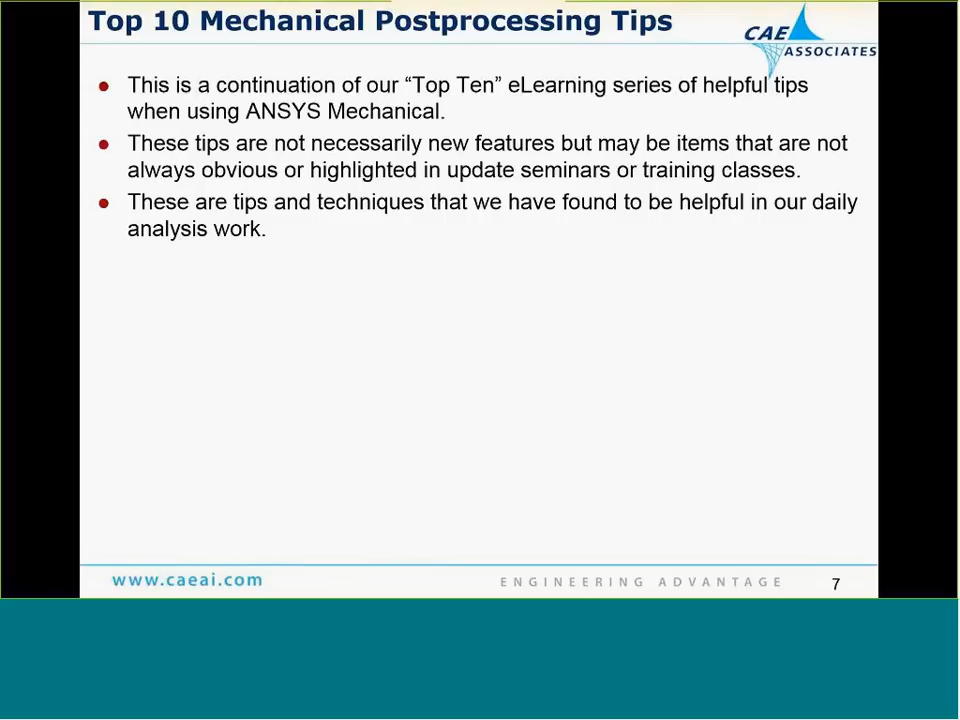 Top 10 Mechanical Postprocessing Tips
CAE
ASSOCIATES
● This is a continuation of our “Top Ten” eLearning series of helpful tips
when using ANSYS Mechanical.
● These tips are not necessarily new features but may be items that are not
always obvious or highlighted in update seminars or training classes.
● These are tips and techniques that we have found to be helpful in our daily
analysis work.
www.caeai.com
ENGINEERING ADVANTAGE
7